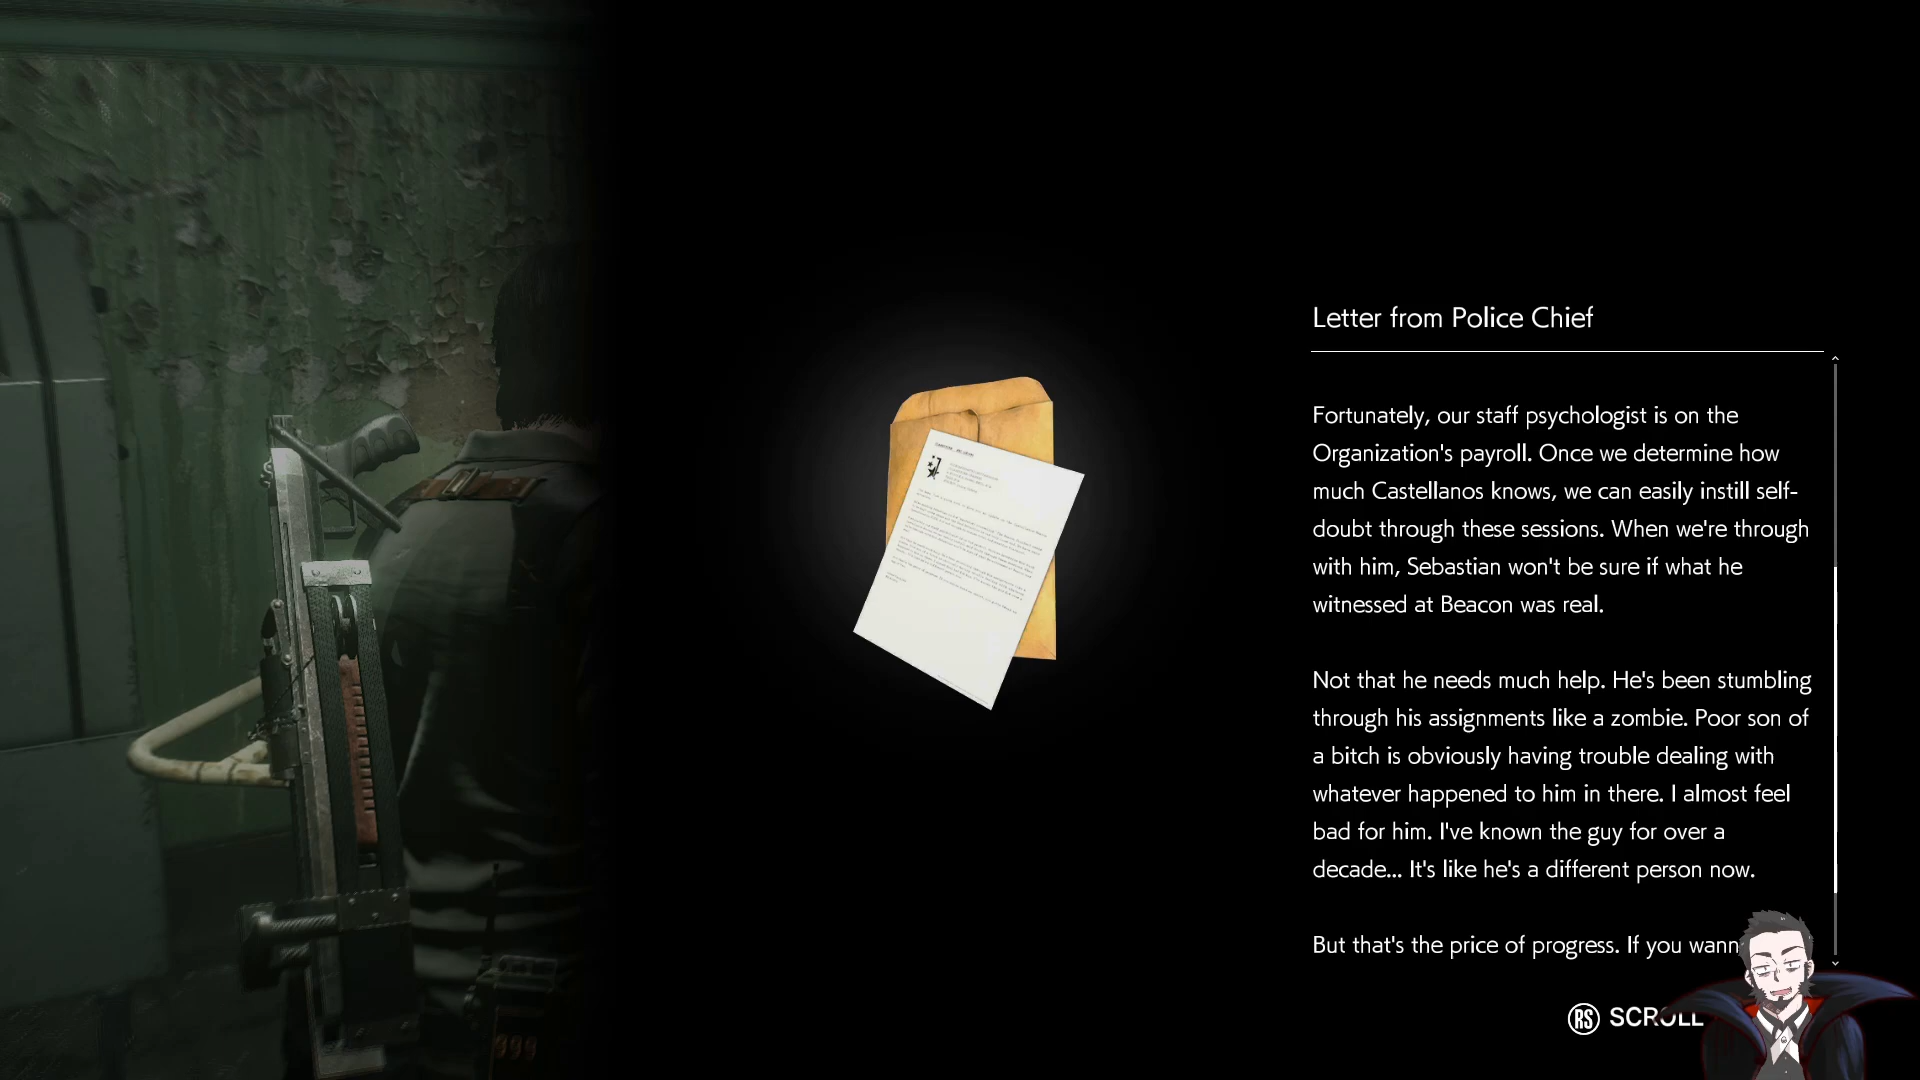 Letter from Police Chief
Fortunately, our staff psychologist is on the
Organization's payroll. Once we determine how
much Castellanos knows, we can easily instill self-
doubt through these sessions. When we're through
with him, Sebastian won't be sure if what he
witnessed at Beacon was real.
Not that he needs much help. He's been stumbling
through his assignments like a zombie. Poor son of
a bitch is obviously having trouble dealing with
whatever happened to him in there. I almost feel
bad for him. I've known the guy for over a
decade... It's like he's a different person now.
But that's the price of progress. If you wann
RS SCROLL